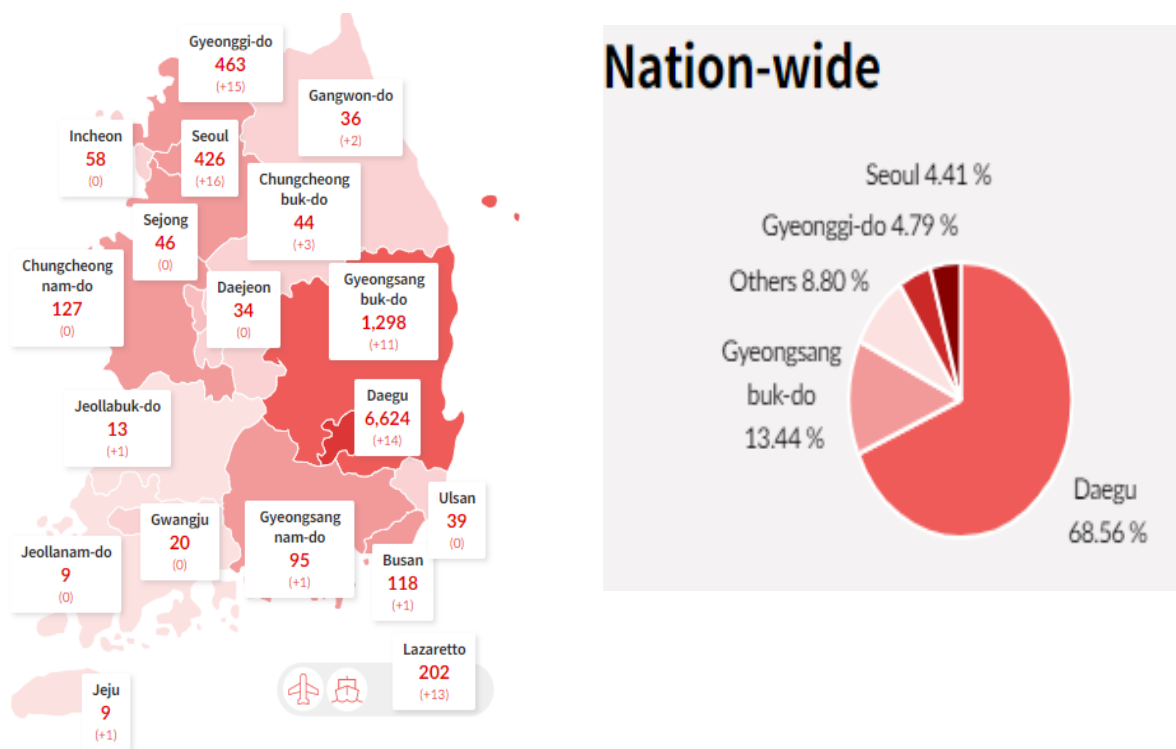 Gyeonggi-do
463
(+15)
Gangwon-do
36
(+2)
Incheon
58
(0)
Seoul
426
(+16)
Chungcheong
buk-do
44
(+3)
Sejong
46
(0)
Chungcheong
nam-do
127
(0)
Daejeon
34
(0)
Gyeongsang
buk-do
1,298
(+11)
Jeollabuk-do
13
(+1)
Daegu
6,624
(+14)
Ulsan
39
(0)
Gwangju
20
(0)
Gyeongsang
nam-do
95
(+1)
Jeollanam-do
9
(0)
Busan
118
(+1)
Lazaretto
202
(+13)
Jeju
9
(+1)
Nation-wide
Seoul 4.41 %
Gyeonggi-do 4.79 %
Others 8.80 %
Gyeongsang
buk-do
13.44 %
Daegu
68.56 %